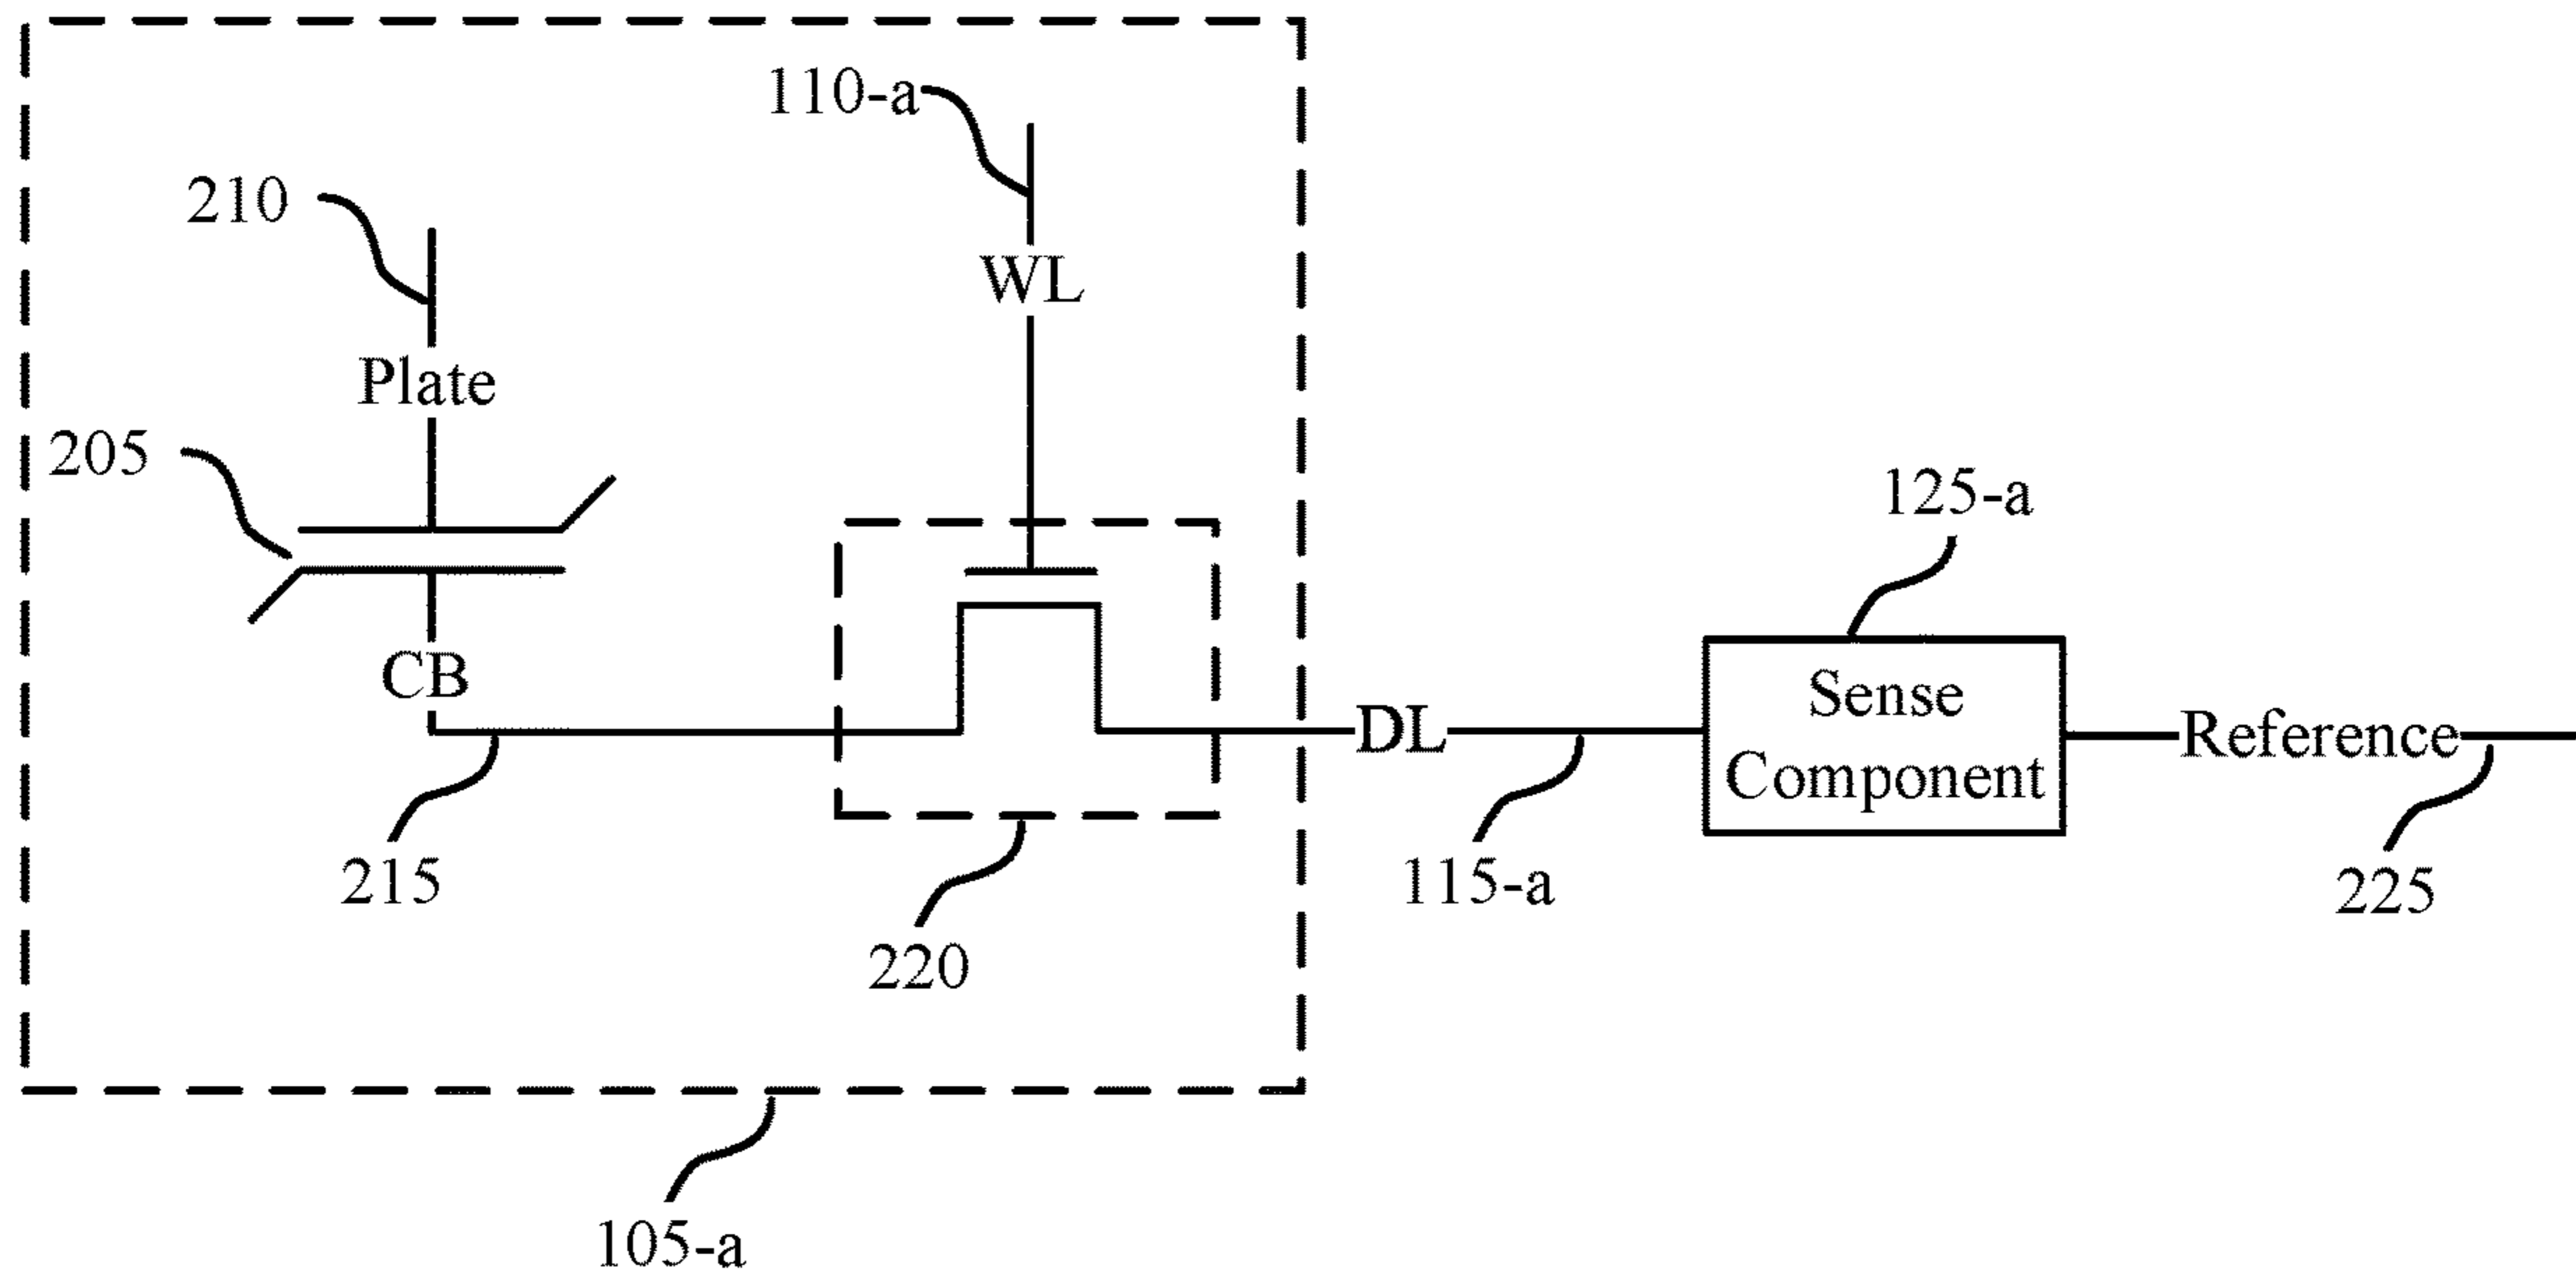 110-a
210
WL
Plate
205
125-a
CB
Sense
Component
DL
Reference
215
115-a
225
220
105-a